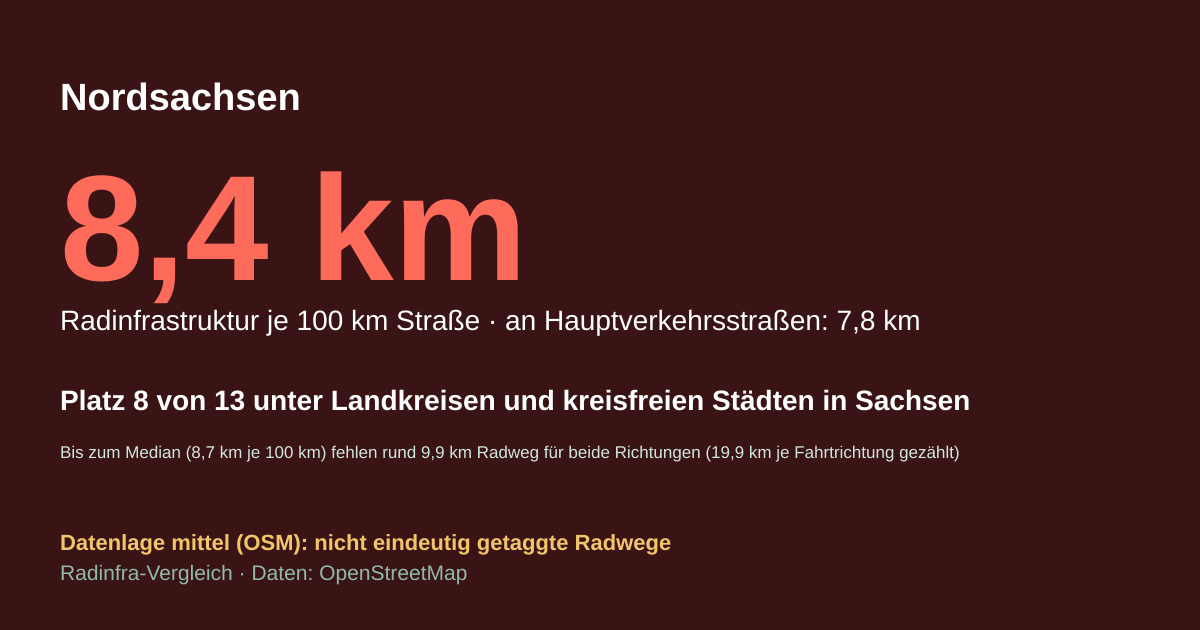 Nordsachsen
8,4 km
Radinfrastruktur je 100 km Straße · an Hauptverkehrsstraßen: 7,8 km
Platz 8 von 13 unter Landkreisen und kreisfreien Städten in Sachsen
Bis zum Median (8,7 km je 100 km) fehlen rund 9,9 km Radweg für beide Richtungen (19,9 km je Fahrtrichtung gezählt)
Datenlage mittel (OSM): nicht eindeutig getaggte Radwege
Radinfra-Vergleich · Daten: OpenStreetMap